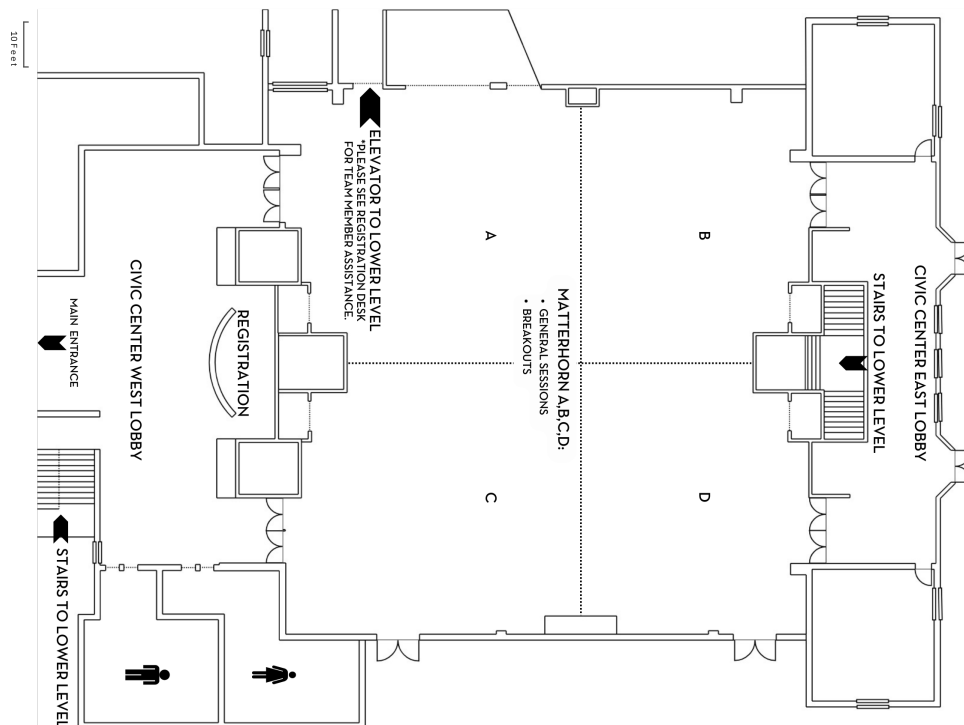 CIVIC CENTER EAST LOBBY
STAIRS TO LOWER LEVEL
B
D
MATTERHORN A,B,C,D:
• GENERAL SESSIONS
• BREAKOUTS
A
C
ELEVATOR TO LOWER LEVEL
*PLEASE SEE REGISTRATION DESK
FOR TEAM MEMBER ASSISTANCE.
REGISTRATION
CIVIC CENTER WEST LOBBY
MAIN ENTRANCE
STAIRS TO LOWER LEVEL
10 Feet